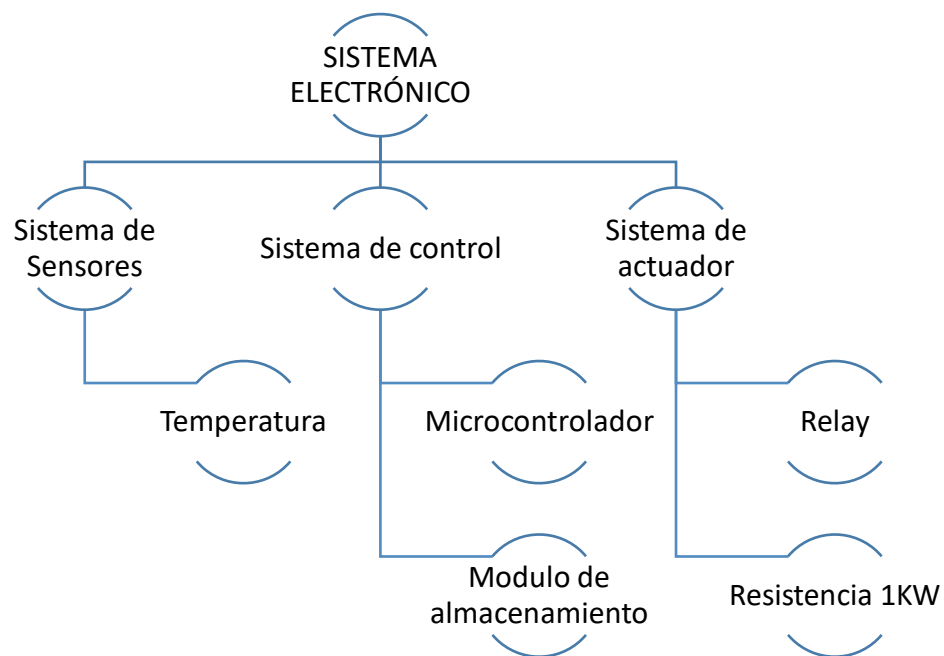 SISTEMA
ELECTRÓNICO
Sistema de
Sensores
Sistema de control
Sistema de
actuador
Temperatura
Microcontrolador
Relay
Modulo de
almacenamiento
Resistencia 1KW